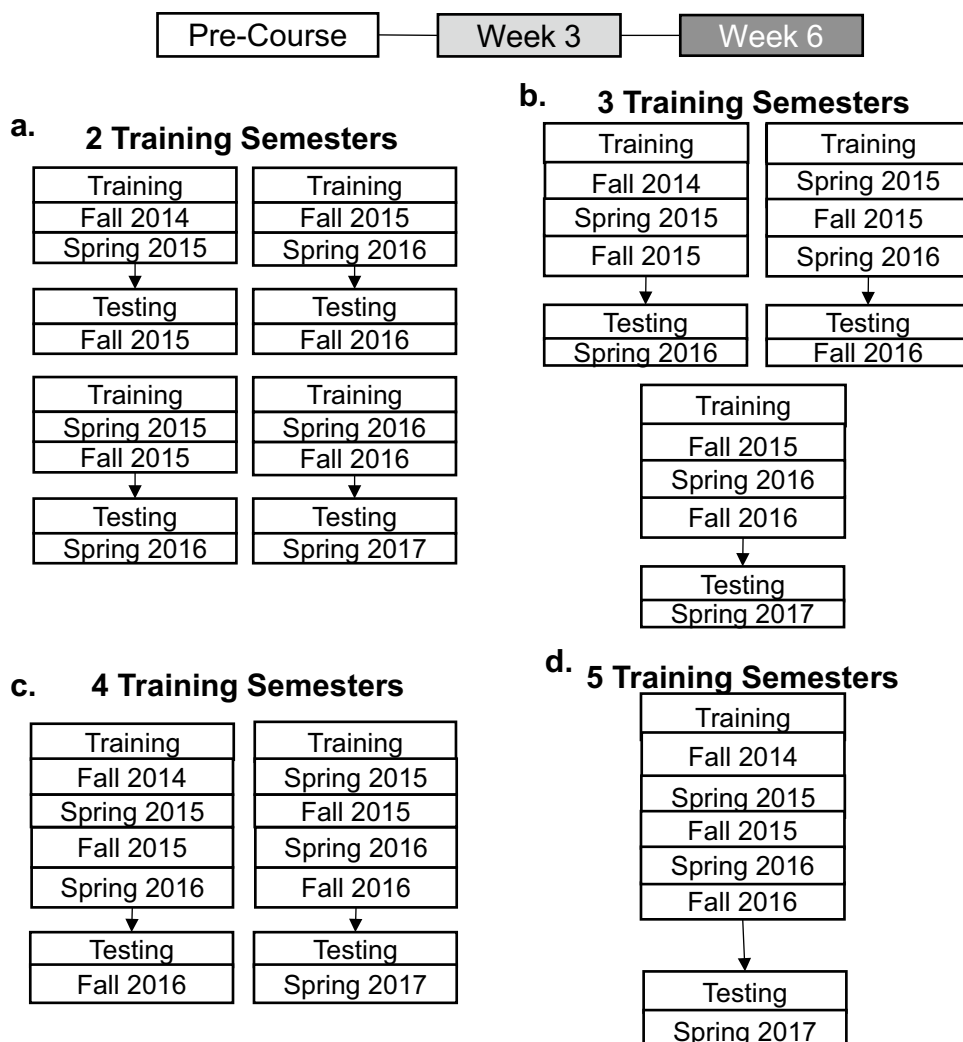 Pre-Course
Week 3
Week 6
a.
2 Training Semesters
Training
Fall 2014
Spring 2015
Testing
Fall 2015
Training
Fall 2015
Spring 2016
Testing
Fall 2016
Training
Spring 2015
Fall 2015
Testing
Spring 2016
Training
Spring 2016
Fall 2016
Testing
Spring 2017
b.
3 Training Semesters
Training
Fall 2014
Spring 2015
Fall 2015
Testing
Spring 2016
Training
Spring 2015
Fall 2015
Spring 2016
Testing
Fall 2016
Training
Fall 2015
Spring 2016
Fall 2016
Testing
Spring 2017
c.
4 Training Semesters
Training
Fall 2014
Spring 2015
Fall 2015
Spring 2016
Testing
Fall 2016
Training
Spring 2015
Fall 2015
Spring 2016
Fall 2016
Testing
Spring 2017
d.
5 Training Semesters
Training
Fall 2014
Spring 2015
Fall 2015
Spring 2016
Fall 2016
Testing
Spring 2017